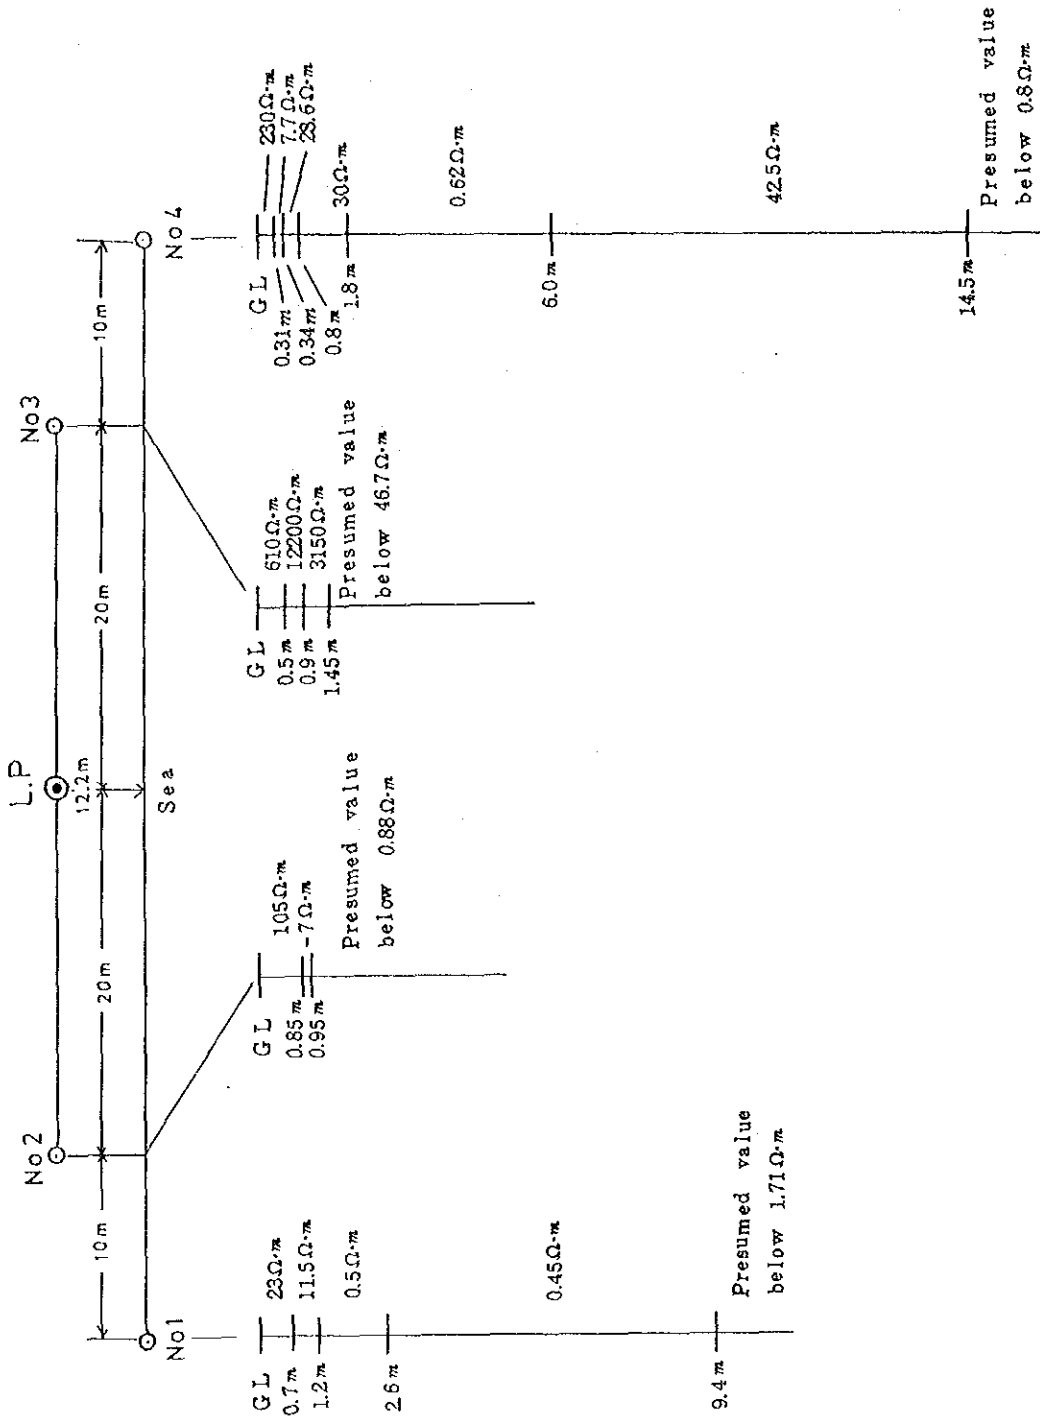 No2
L.P
No3
12.2m
10m
20m
20m
10m
No1
Sea
No4
GL
23Ω·m
0.7m
11.5Ω·m
1.2m
0.5Ω·m
2.6m
0.45Ω·m
9.4m
Presumed value
below 1.71Ω·m
GL
105Ω·m
0.85m
-7Ω·m
0.95m
Presumed value
below 0.88Ω·m
GL
610Ω·m
0.5m
12200Ω·m
0.9m
3150Ω·m
1.45m
Presumed value
below 46.7Ω·m
GL
230Ω·m
0.31m
7.7Ω·m
0.34m
0.8m
30Ω·m
1.8m
0.62Ω·m
6.0m
42.5Ω·m
14.5m
Presumed value
below 0.8Ω·m